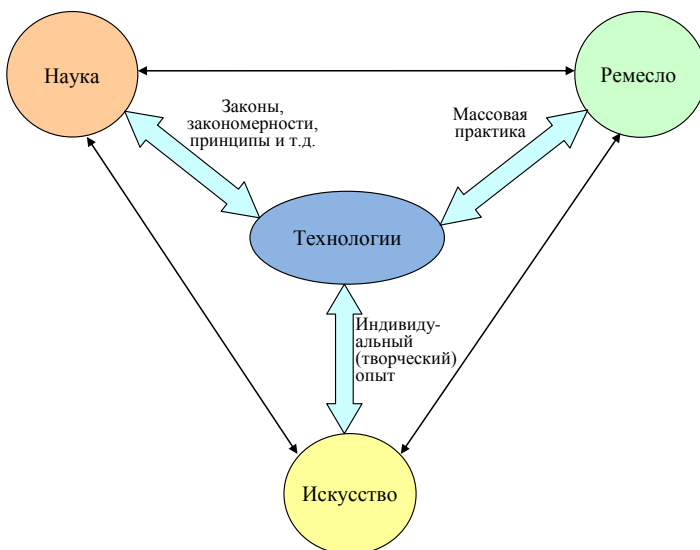 Наука
Ремесло
Законы,
закономерности,
принципы и т.д.
Массовая
практика
Технологии
Индивиду-
альный
(творческий)
опыт
Искусство